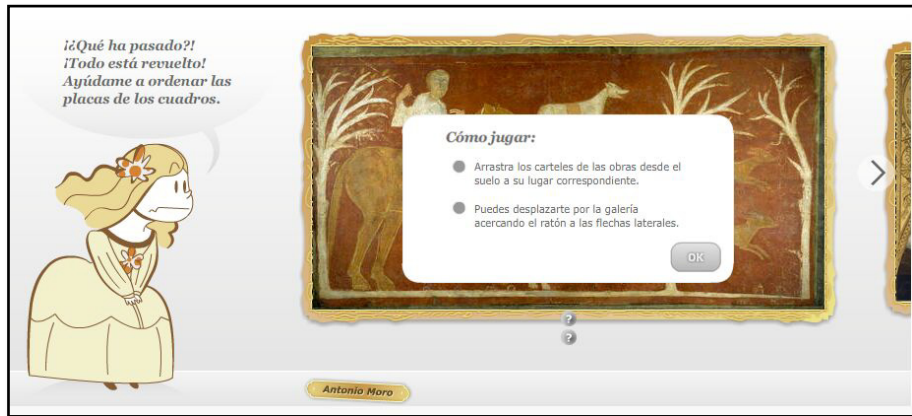 ¡¿Qué ha pasado?!
¡Todo está revuelto!
Ayúdame a ordenar las
placas de los cuadros.
Cómo jugar:
Arrastra los carteles de las obras desde el
suelo a su lugar correspondiente.
Puedes desplazarte por la galería
acercando el ratón a las flechas laterales.
OK
?
?
Antonio Moro